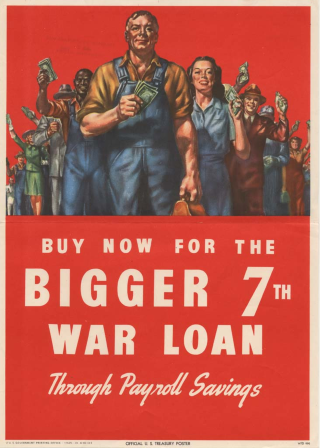 BUY NOW FOR THE
BIGGER 7TH
WAR LOAN
Through Payroll Savings
OFFICIAL U.S. TREASURY POSTER